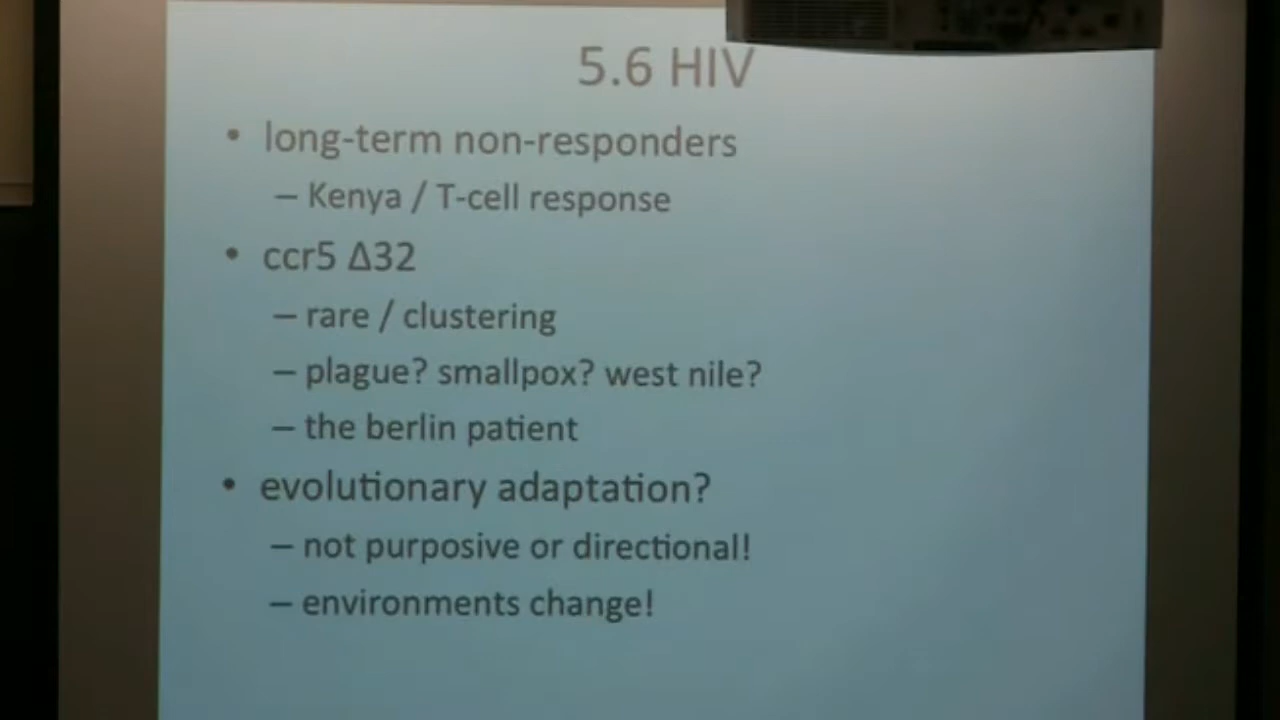 5.6 HIV
• long-term non-responders
– Kenya / T-cell response
• ccr5 Δ32
– rare / clustering
– plague? smallpox? west nile?
– the berlin patient
• evolutionary adaptation?
– not purposive or directional!
– environments change!